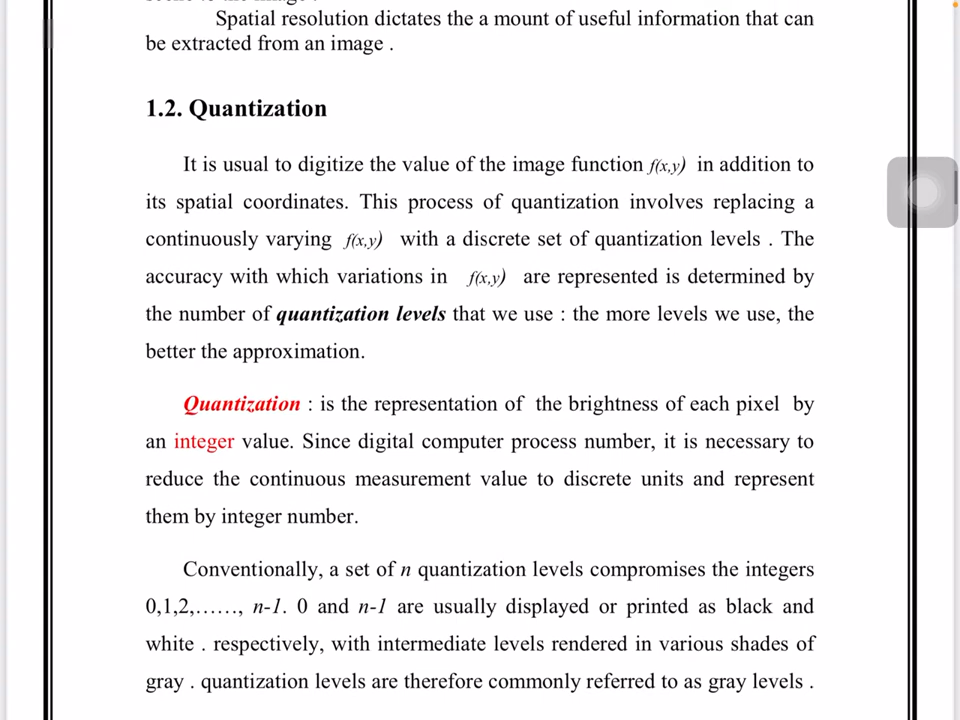 Spatial resolution dictates the a mount of useful information that can
be extracted from an image .
1.2. Quantization
It is usual to digitize the value of the image function f(x,y) in addition to
its spatial coordinates. This process of quantization involves replacing a
continuously varying f(x,y) with a discrete set of quantization levels . The
accuracy with which variations in f(x,y) are represented is determined by
the number of quantization levels that we use : the more levels we use, the
better the approximation.
Quantization : is the representation of the brightness of each pixel by
an integer value. Since digital computer process number, it is necessary to
reduce the continuous measurement value to discrete units and represent
them by integer number.
Conventionally, a set of n quantization levels compromises the integers
0,1,2,……, n-1. 0 and n-1 are usually displayed or printed as black and
white . respectively, with intermediate levels rendered in various shades of
gray . quantization levels are therefore commonly referred to as gray levels .